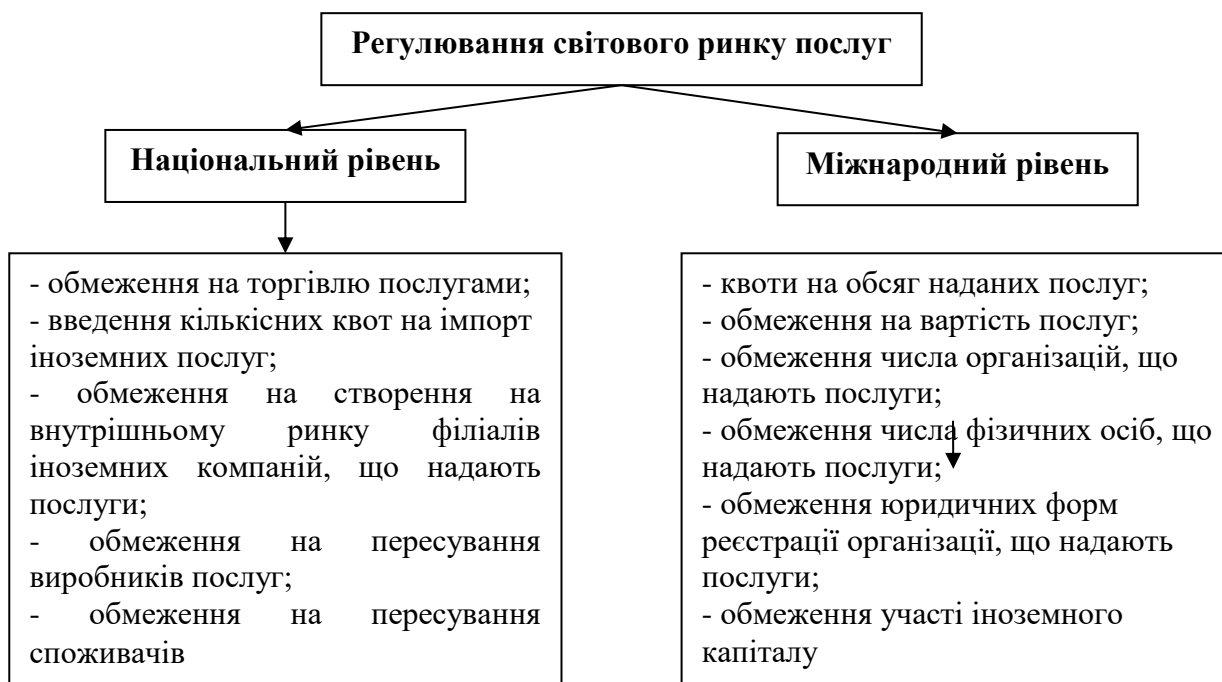 Регулювання світового ринку послуг
Національний рівень
Міжнародний рівень
- обмеження на торгівлю послугами;
- введення кількісних квот на імпорт
іноземних послуг;
- обмеження на створення на
внутрішньому ринку філіалів
іноземних компаній, що надають
послуги;
- обмеження на пересування
виробників послуг;
- обмеження на пересування
споживачів
- квоти на обсяг наданих послуг;
- обмеження на вартість послуг;
- обмеження числа організацій, що
надають послуги;
- обмеження числа фізичних осіб, що
надають послуги;
- обмеження юридичних форм
реєстрації організації, що надають
послуги;
- обмеження участі іноземного
капіталу